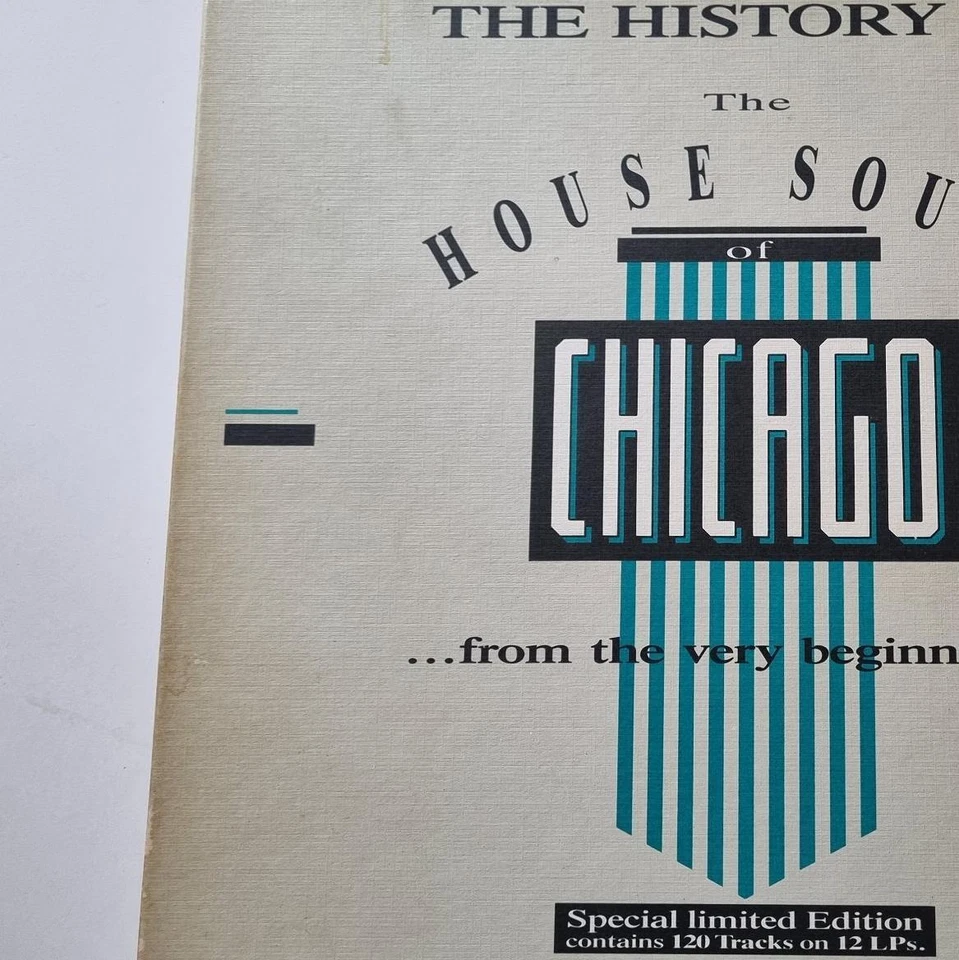 THE HISTORY
The
HOUSE SOU
of
CHICAGO
...from the very beginn
Special limited Edition
contains 120 Tracks on 12 LPs.